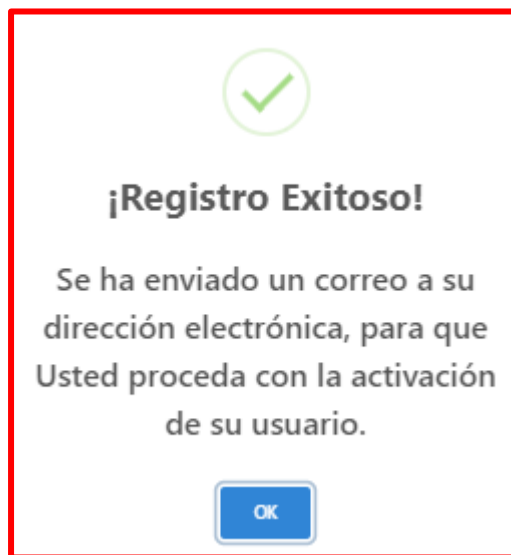 ¡Registro Exitoso!
Se ha enviado un correo a su
dirección electrónica, para que
Usted proceda con la activación
de su usuario.
OK